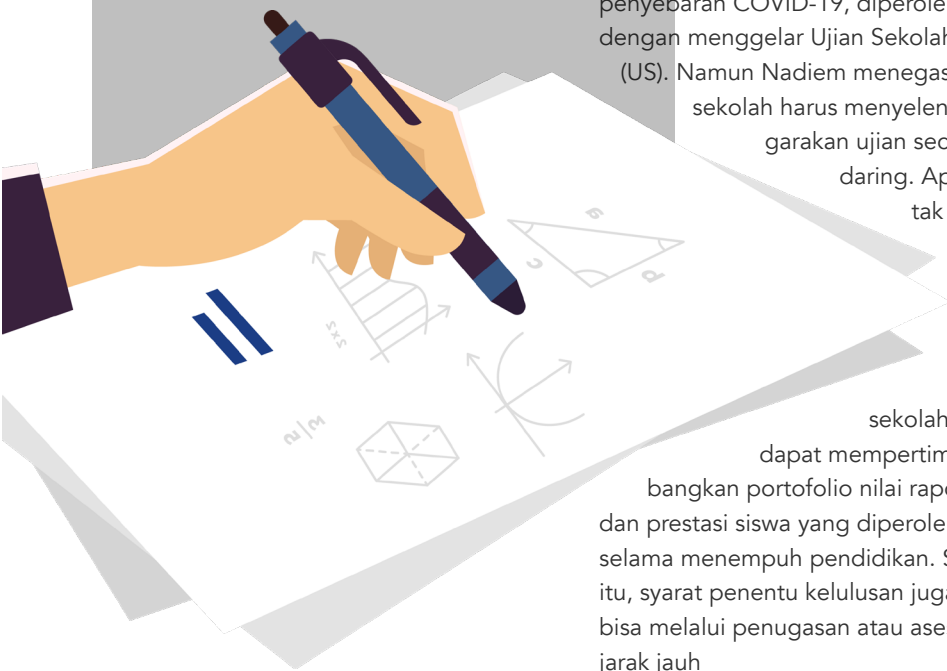 penyebaran COVID-19, diperole
dengan menggelar Ujian Sekolah
(US). Namun Nadiem menegas
sekolah harus menyeleng
garakan ujian sec
daring. Ap
tak
sekolah
dapat mempertim
bangkan portofolio nilai rapo
dan prestasi siswa yang diperole
selama menempuh pendidikan. S
itu, syarat penentu kelulusan juga
bisa melalui penugasan atau ase
jarak jauh
a
c
d